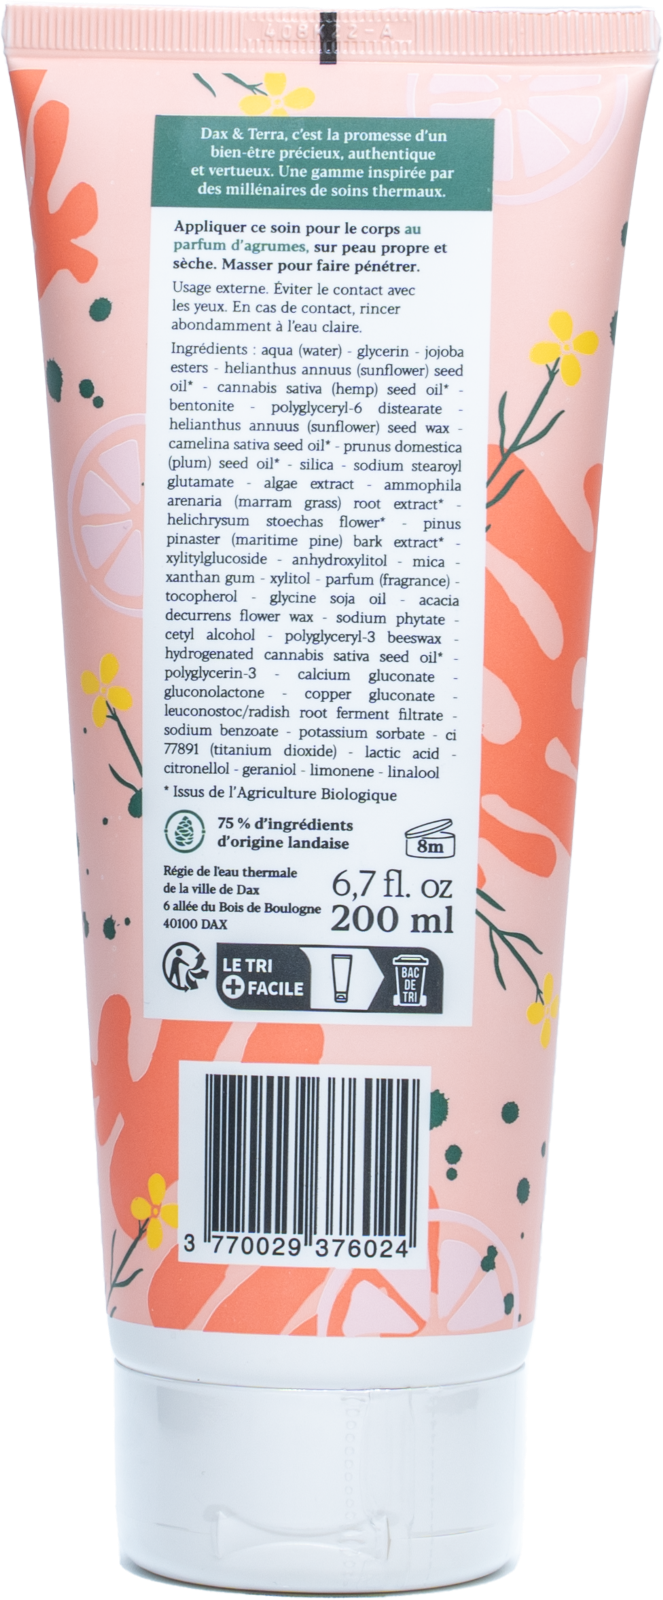 408K22-A
Dax & Terra, c'est la promesse d'un
bien-être précieux, authentique
et vertueux. Une gamme inspirée par
des millénaires de soins thermaux.
Appliquer ce soin pour le corps au
parfum d'agrumes, sur peau propre et
sèche. Masser pour faire pénétrer.
Usage externe. Éviter le contact avec
les yeux. En cas de contact, rincer
abondamment à l'eau claire.
Ingrédients : aqua (water) - glycerin - jojoba
esters - helianthus annuus (sunflower) seed
oil* - cannabis sativa (hemp) seed oil* -
bentonite - polyglyceryl-6 distearate -
helianthus annuus (sunflower) seed wax -
camelina sativa seed oil* - prunus domestica
(plum) seed oil* - silica - sodium stearoyl
glutamate - algae extract - ammophila
arenaria (marram grass) root extract* -
helichrysum stoechas flower* - pinus
pinaster (maritime pine) bark extract* -
xylitylglucoside - anhydroxylitol - mica -
xanthan gum - xylitol - parfum (fragrance) -
tocopherol - glycine soja oil - acacia
decurrens flower wax - sodium phytate -
cetyl alcohol - polyglyceryl-3 beeswax -
hydrogenated cannabis sativa seed oil* -
polyglycerin-3 - calcium gluconate -
gluconolactone - copper gluconate -
leuconostoc/radish root ferment filtrate -
sodium benzoate - potassium sorbate - ci
77891 (titanium dioxide) - lactic acid -
citronellol - geraniol - limonene - linalool
* Issus de l'Agriculture Biologique
75 % d'ingrédients
d'origine landaise
8m
Régie de l'eau thermale
de la ville de Dax
6 allée du Bois de Boulogne
40100 DAX
6,7 fl. oz
200 ml
LE TRI
+ FACILE
BAC
DE
TRI
3 770029 376024